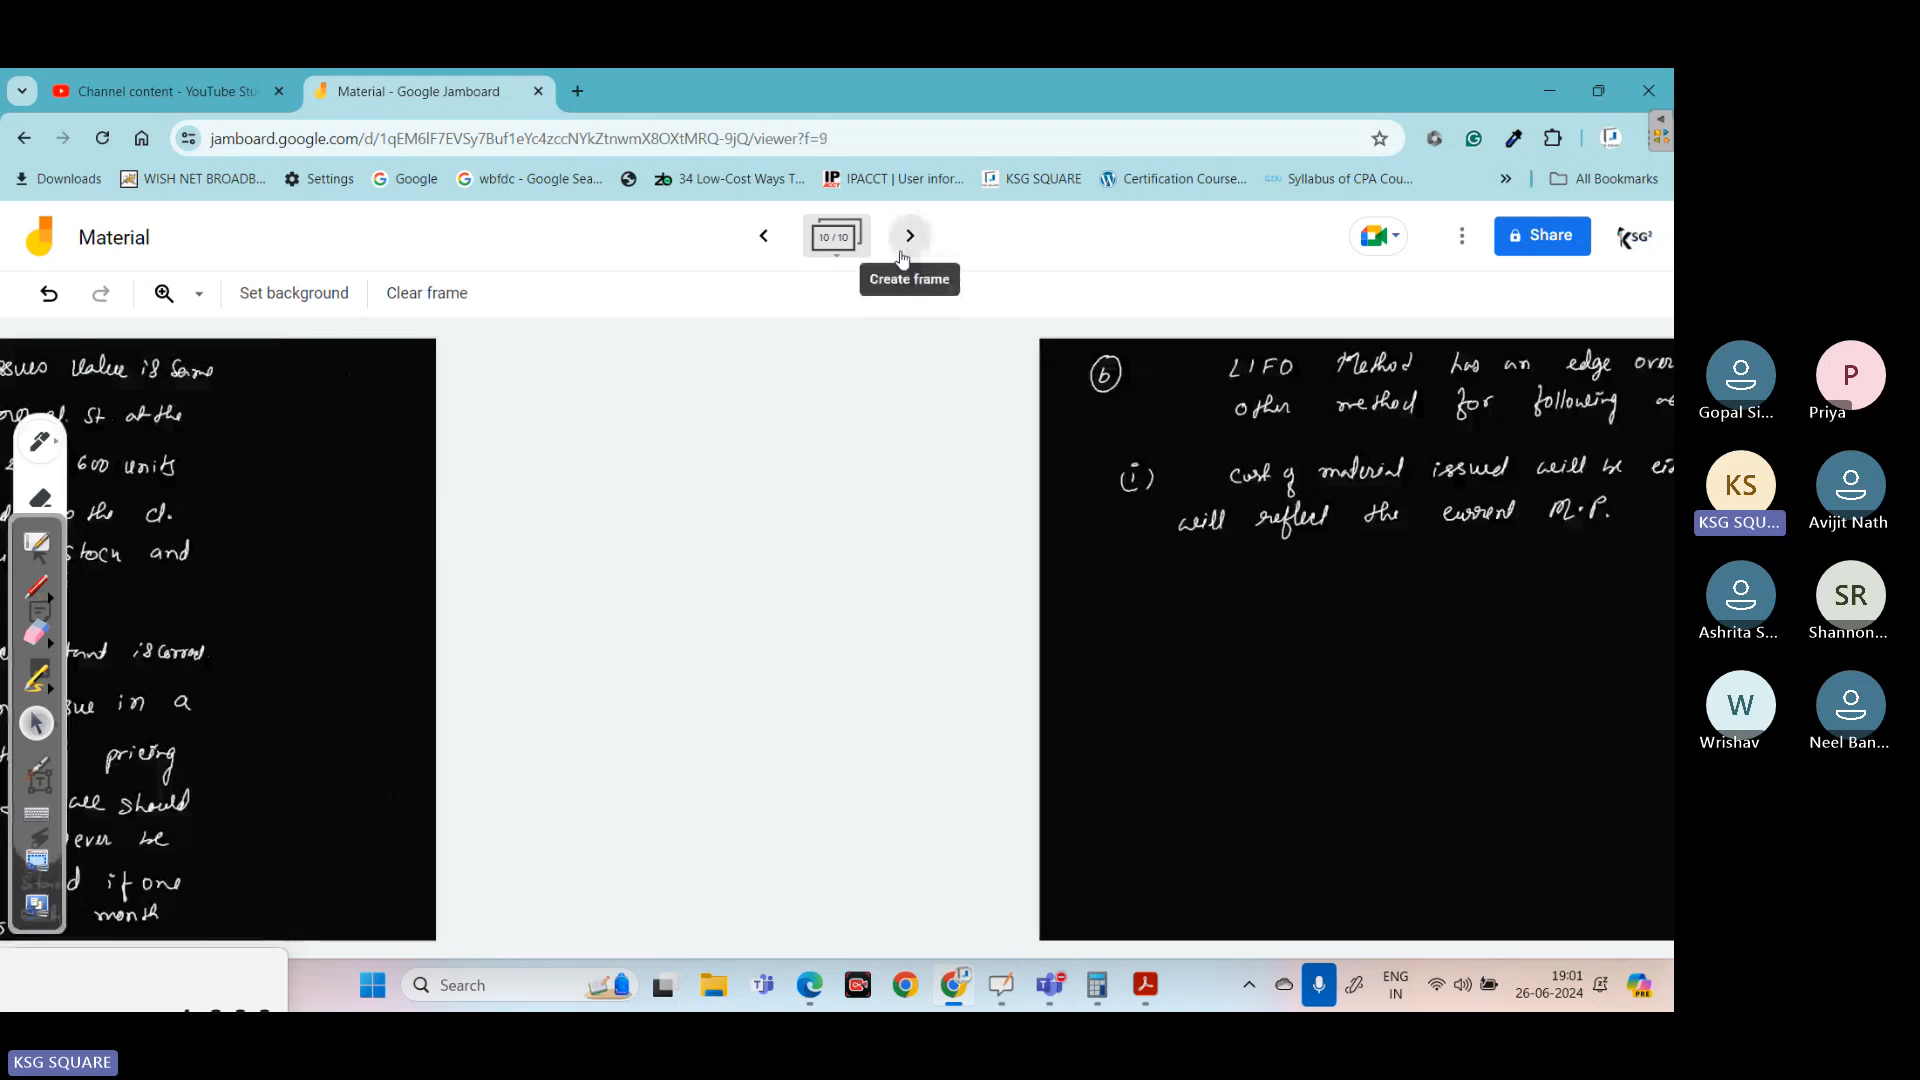 Channel content - YouTube Stu
Material - Google Jamboard
jamboard.google.com/d/1qEM6lF7EVSy7Buf1eYc4zccNYkZtnwmX8OXtMRQ-9jQ/viewer?f=9
Downloads
WISH NET BROADB...
Settings
Google
wbfdc - Google Sea...
34 Low-Cost Ways T...
IPACCT | User infor...
KSG SQUARE
Certification Course...
Syllabus of CPA Cou...
All Bookmarks
Material
10 / 10
Share
KSG²
Create frame
Set background
Clear frame
ssues value is same
St. at the
600 units
the cl.
stock and
is correct.
sue in a
pricing
all should
ever be
d if one
month
(b) LIFO Method has an edge over
other method for following
(i) cost of material issued will be
will reflect the current M.P.
Gopal Si...
P
Priya
KS
KSG SQU...
Avijit Nath
Ashrita S...
SR
Shannon...
W
Wrishav
Neel Ban...
Search
ENG
IN
19:01
26-06-2024
PRE
KSG SQUARE